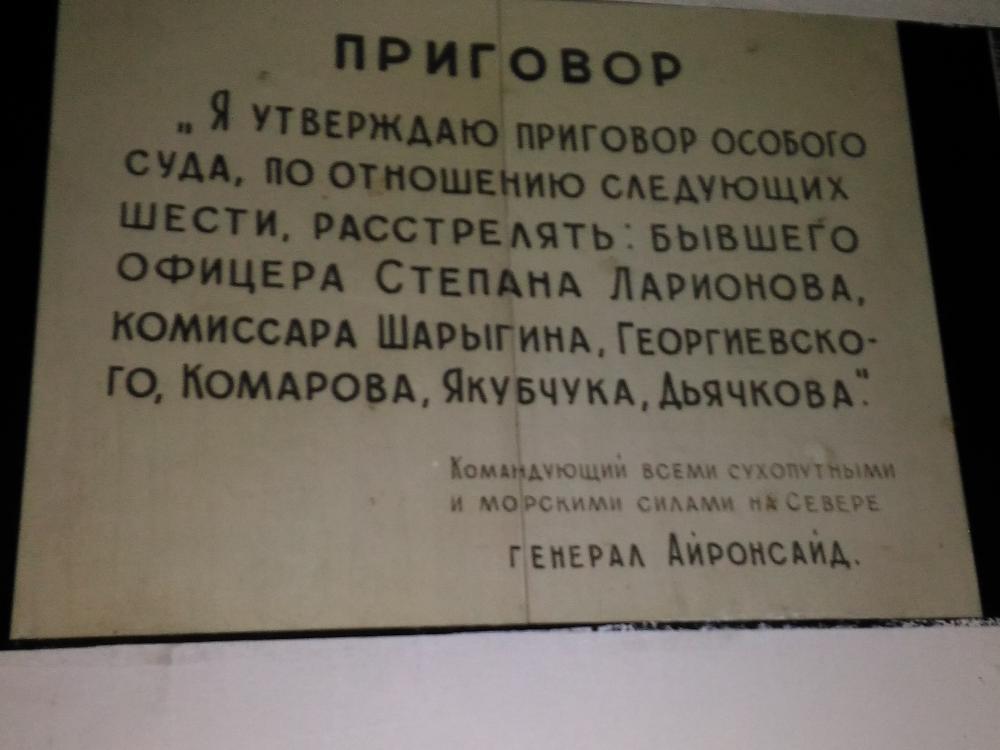 ПРИГОВОР
„Я УТВЕРЖДАЮ ПРИГОВОР ОСОБОГО
СУДА, ПО ОТНОШЕНИЮ СЛЕДУЮЩИХ
ШЕСТИ, РАССТРЕЛЯТЬ: БЫВШЕГО
ОФИЦЕРА СТЕПАНА ЛАРИОНОВА,
КОМИССАРА ШАРЫГИНА, ГЕОРГИЕВСКО-
ГО, КОМАРОВА, ЯКУБЧУКА, ДЬЯЧКОВА".
КОМАНДУЮЩИЙ ВСЕМИ СУХОПУТНЫМИ
И МОРСКИМИ СИЛАМИ НА СЕВЕРЕ
ГЕНЕРАЛ АЙРОНСАЙД.